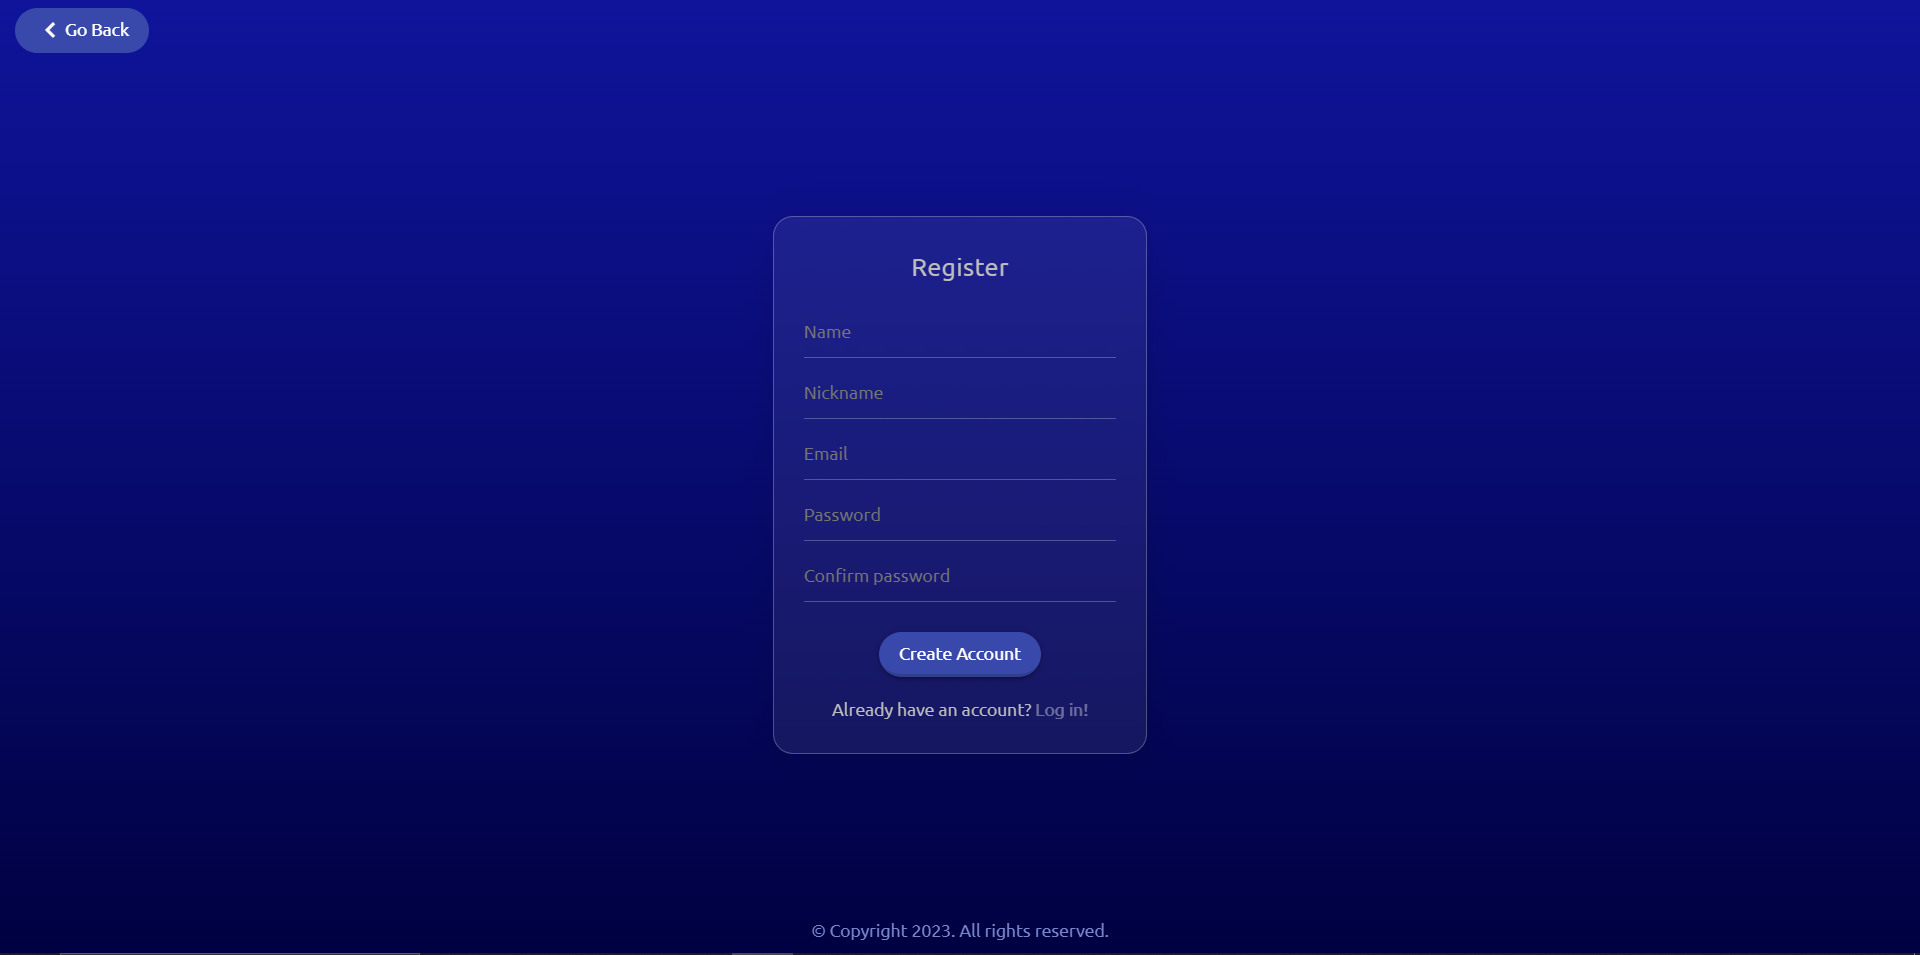 Go Back
Register
Name
Nickname
Email
Password
Confirm password
Create Account
Already have an account? Log in!
© Copyright 2023. All rights reserved.